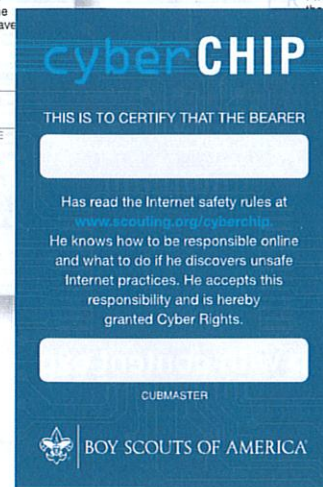 cyber CHIP
THIS IS TO CERTIFY THAT THE BEARER
Has read the Internet safety rules at
www.scouting.org/cyberchip.
He knows how to be responsible online
and what to do if he discovers unsafe
Internet practices. He accepts this
responsibility and is hereby
granted Cyber Rights.
CUBMASTER
BOY SCOUTS OF AMERICA